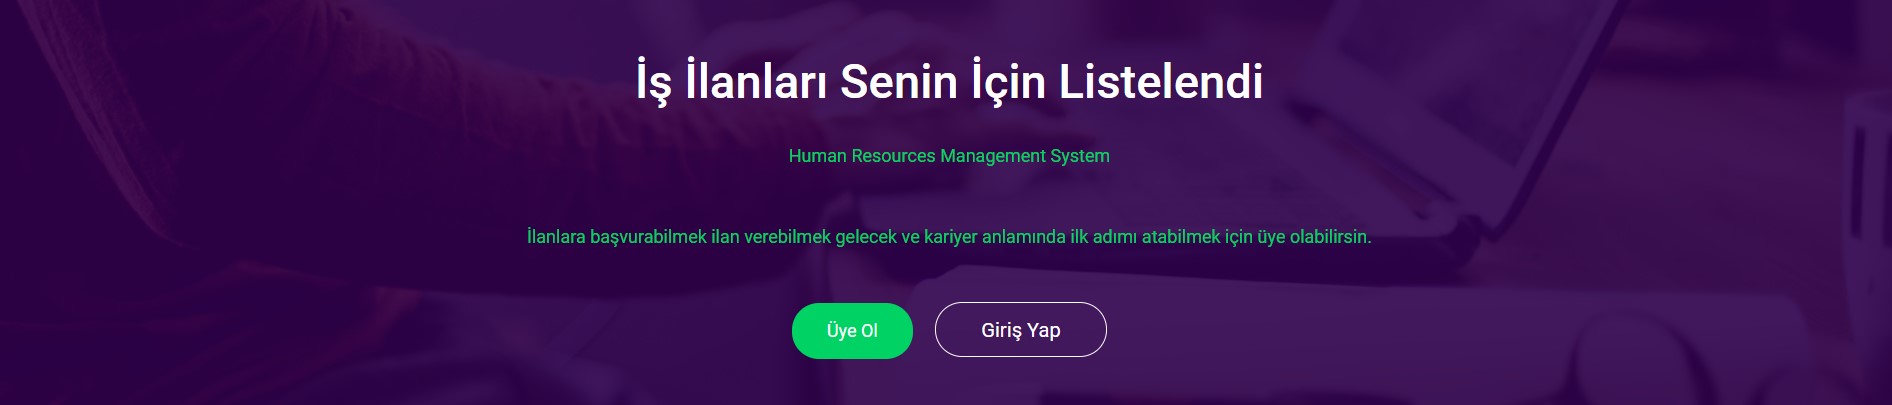 İş İlanları Senin İçin Listelendi
Human Resources Management System
İlanlara başvurabilmek ilan verebilmek gelecek ve kariyer anlamında ilk adımı atabilmek için üye olabilirsin.
Üye Ol
Giriş Yap